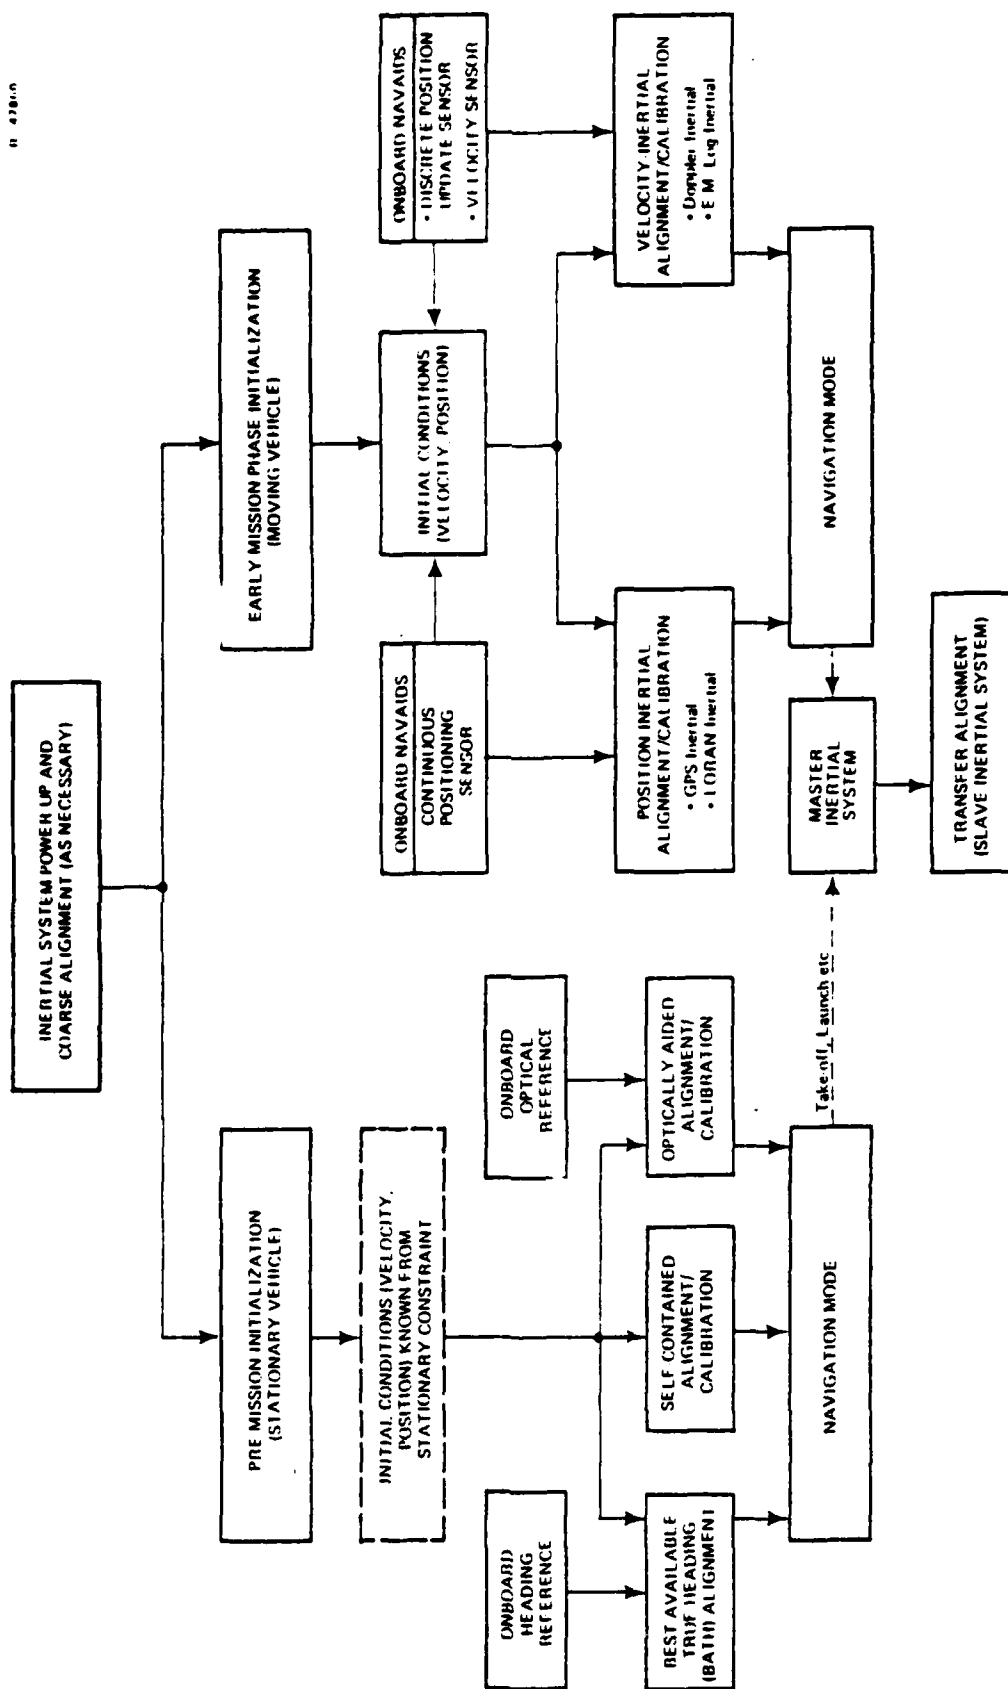 INERTIAL SYSTEM POWER UP AND
COARSE ALIGNMENT (AS NECESSARY)
PRE MISSION INITIALIZATION
(STATIONARY VEHICLE)
EARLY MISSION PHASE INITIALIZATION
(MOVING VEHICLE)
INITIAL CONDITIONS (VELOCITY,
POSITION) KNOWN FROM
STATIONARY CONSTRAINT
ONBOARD NAVAIDS
CONTINUOUS
POSITIONING
SENSOR
INITIAL CONDITIONS
(VELOCITY, POSITION)
ONBOARD NAVAIDS
• DISCRETE POSITION
UPDATE SENSOR
• VELOCITY SENSOR
ONBOARD
HEADING
REFERENCE
ONBOARD
OPTICAL
REFERENCE
BEST AVAILABLE
TRUE HEADING
(BATH) ALIGNMENT
SELF CONTAINED
ALIGNMENT/
CALIBRATION
OPTICALLY AIDED
ALIGNMENT/
CALIBRATION
POSITION INERTIAL
ALIGNMENT/CALIBRATION
• GPS Inertial
• LORAN Inertial
VELOCITY-INERTIAL
ALIGNMENT/CALIBRATION
• Doppler Inertial
• E M Log Inertial
NAVIGATION MODE
Take-off, Launch etc
MASTER
INERTIAL
SYSTEM
NAVIGATION MODE
TRANSFER ALIGNMENT
(SLAVE INERTIAL SYSTEM)